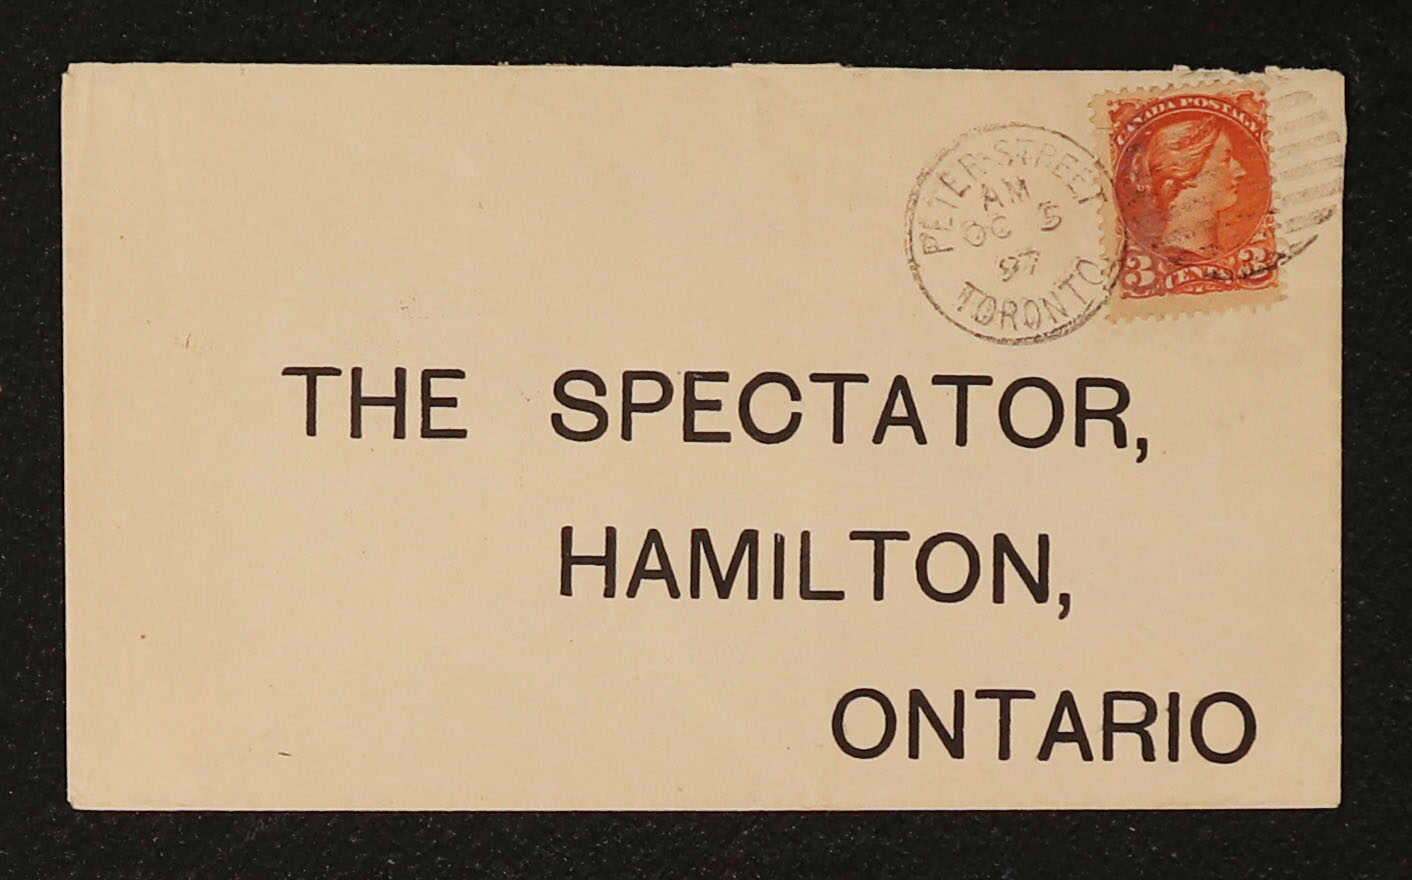 CANADA POSTAGE
3 CENTS 3
PETER STREET
AM
OC 5
97
TORONTO
THE SPECTATOR,
HAMILTON,
ONTARIO